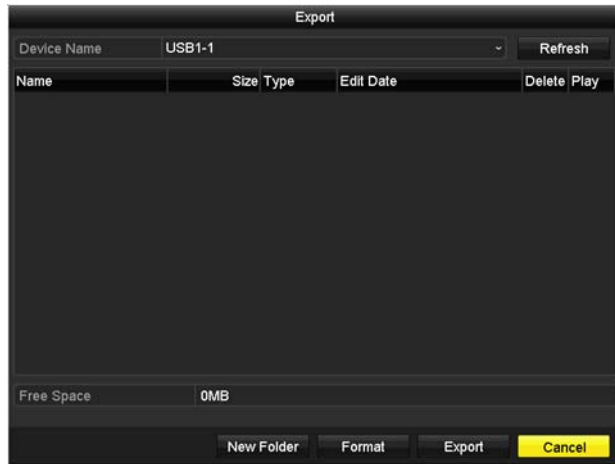 Export
Device Name USB1-1 Refresh
Name Size Type Edit Date Delete Play
Free Space 0MB
New Folder Format Export Cancel